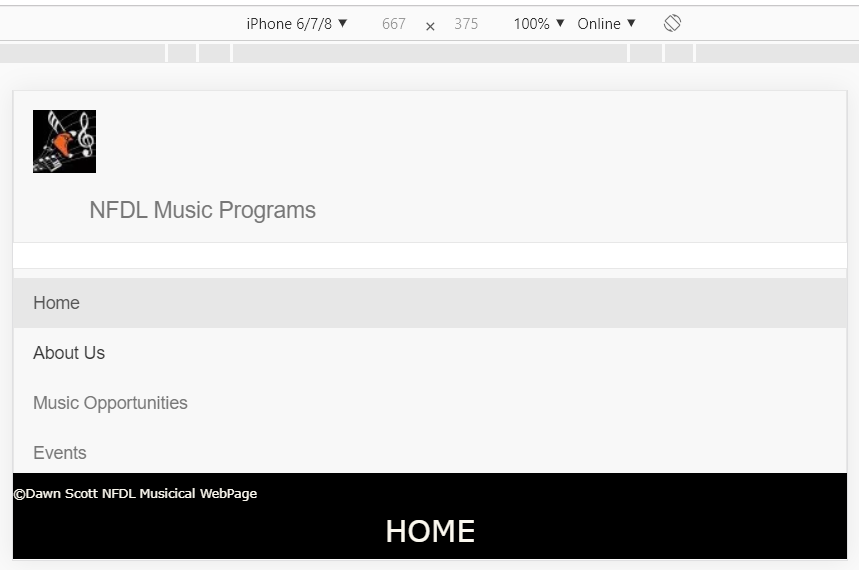 iPhone 6/7/8 ▼ 667 × 375 100% ▼ Online ▼
NFDL Music Programs
Home
About Us
Music Opportunities
Events
©Dawn Scott NFDL Musicical WebPage
HOME